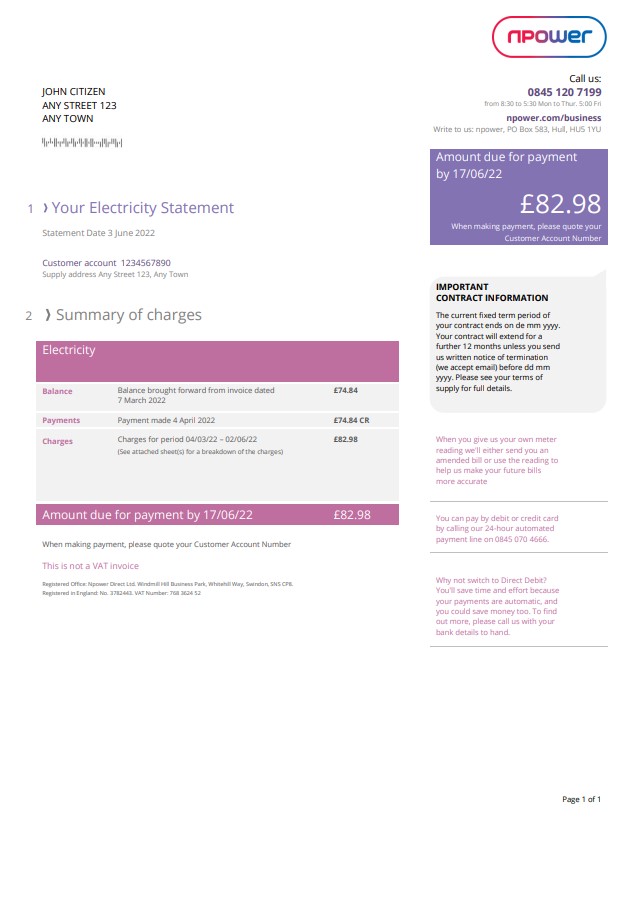 npower
Call us:
0845 120 7199
from 8:30 to 5:30 Mon to Thur, 5:00 Fri
npower.com/business
Write to us: npower, PO Box 583, Hull, HU5 1YU
JOHN CITIZEN
ANY STREET 123
ANY TOWN
Amount due for payment
by 17/06/22
£82.98
When making payment, please quote your
Customer Account Number
1 Your Electricity Statement
Statement Date 3 June 2022
Customer account 1234567890
Supply address Any Street 123, Any Town
IMPORTANT
CONTRACT INFORMATION
The current fixed term period of
your contract ends on de mm yyyy.
Your contract will extend for a
further 12 months unless you send
us written notice of termination
(we accept email) before dd mm
yyyy. Please see your terms of
supply for full details.
2 Summary of charges
Electricity
Balance Balance brought forward from invoice dated £74.84
7 March 2022
Payments Payment made 4 April 2022 £74.84 CR
Charges Charges for period 04/03/22 – 02/06/22 £82.98
(See attached sheet(s) for a breakdown of the charges)
Amount due for payment by 17/06/22 £82.98
When making payment, please quote your Customer Account Number
This is not a VAT invoice
Registered Office: Npower Direct Ltd. Windmill Hill Business Park, Whitehill Way, Swindon, SN5 CP8.
Registered in England: No. 3782443. VAT Number: 768 3624 52
When you give us your own meter
reading we'll either send you an
amended bill or use the reading to
help us make your future bills
more accurate
You can pay by debit or credit card
by calling our 24-hour automated
payment line on 0845 070 4666.
Why not switch to Direct Debit?
You'll save time and effort because
your payments are automatic, and
you could save money too. To find
out more, please call us with your
bank details to hand.
Page 1 of 1